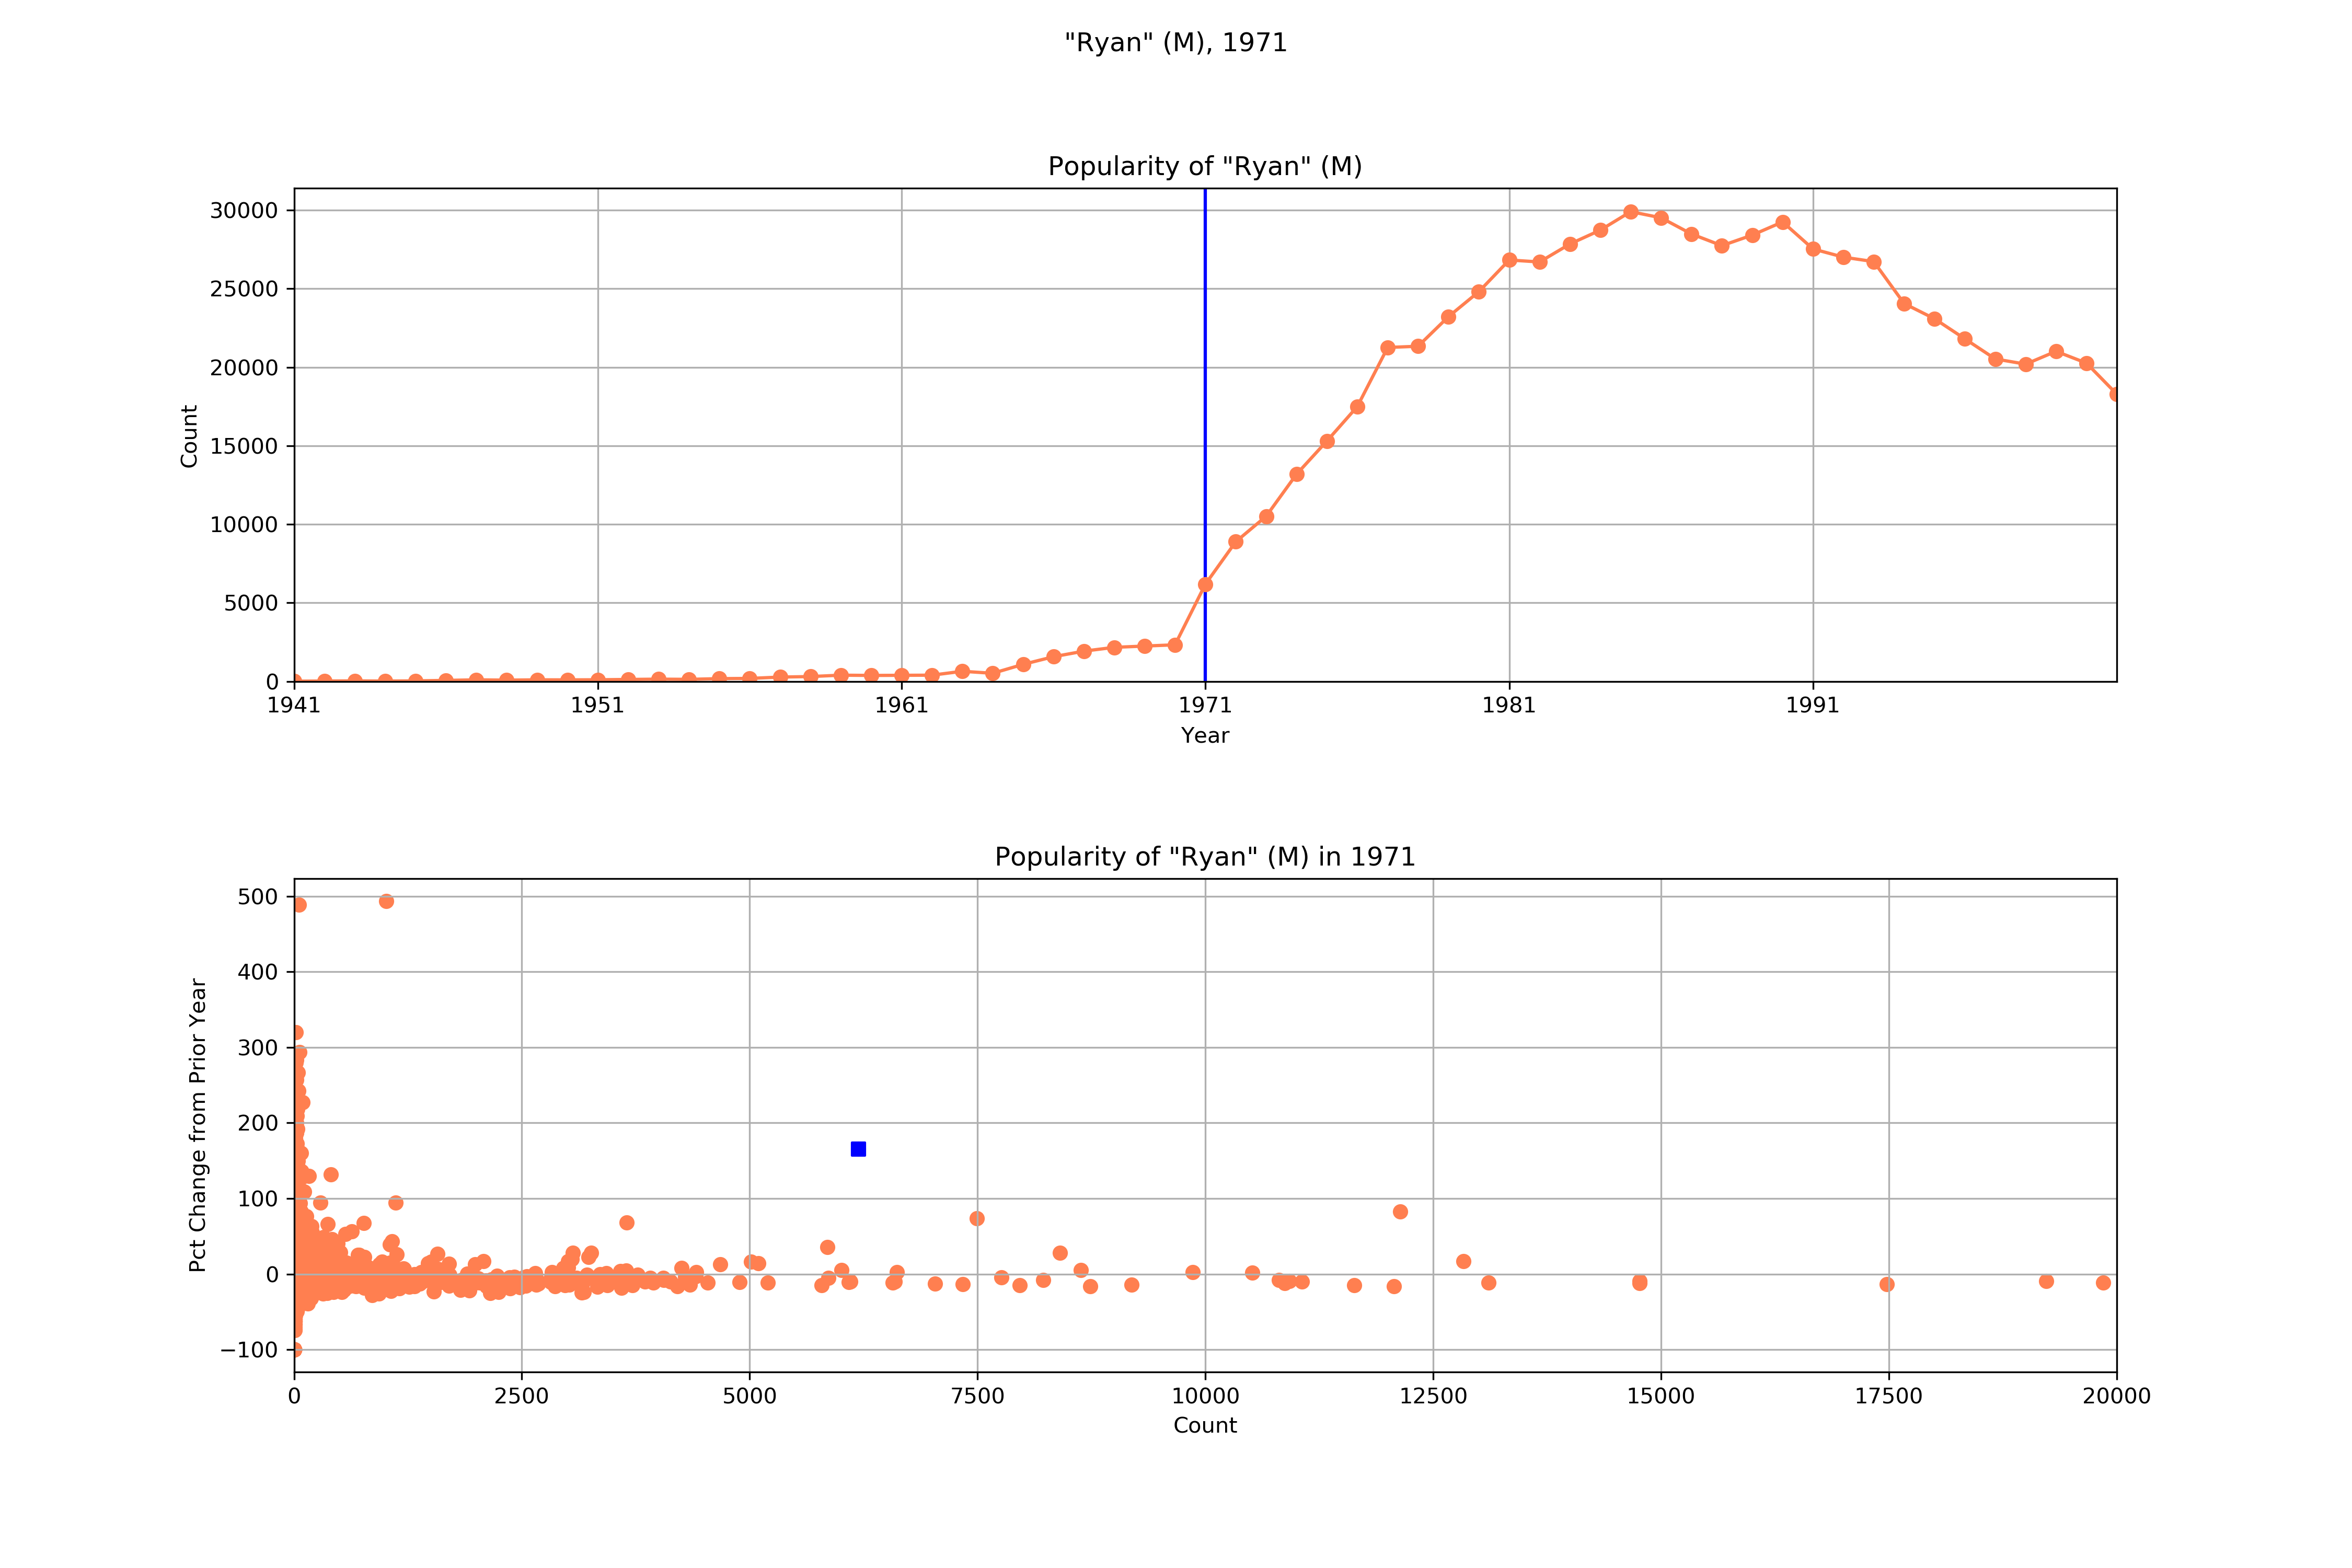 "Ryan" (M), 1971
Popularity of "Ryan" (M)
30000
25000
20000
15000
10000
5000
0
Count
1941 1951 1961 1971 1981 1991
Year
Popularity of "Ryan" (M) in 1971
500
400
300
200
100
0
−100
Pct Change from Prior Year
0 2500 5000 7500 10000 12500 15000 17500 20000
Count